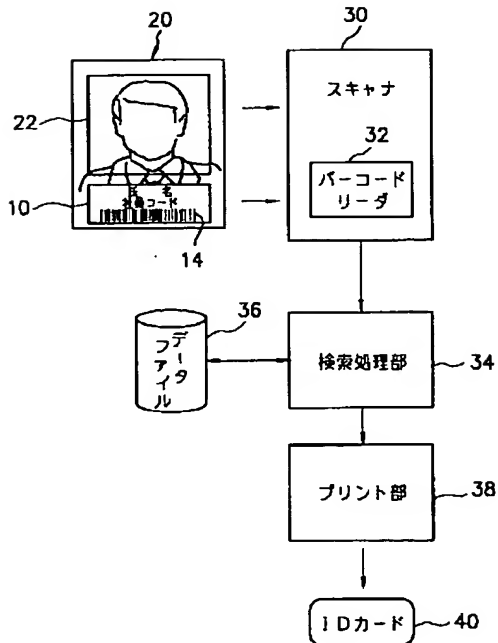 20
30
スキャナ
22
32
バーコード
リーダ
10
氏 名
社員コード
14
36
データ
ファイル
検索処理部
34
プリント部
38
IDカード
40